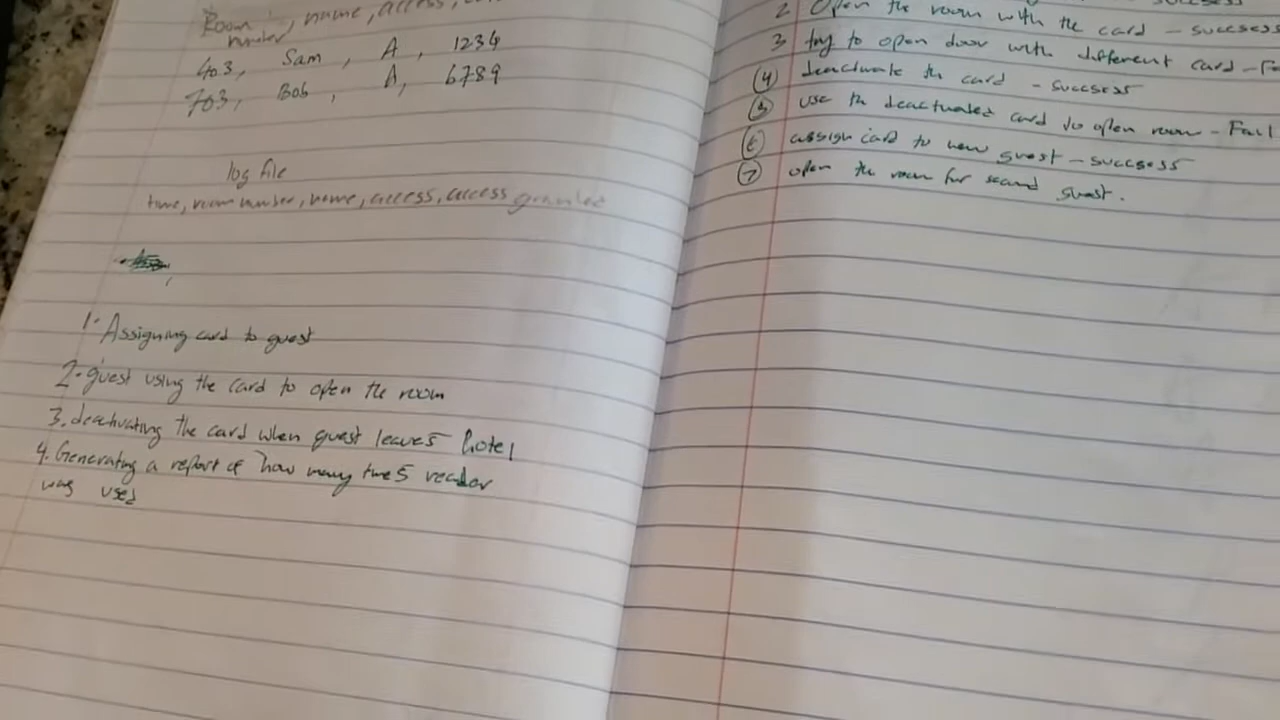 Room, name, access,
number
403, Sam, A, 1234
703, Bob, A, 6789
log file
time, room number, name, access, access granted
1. Assigning card to guest
2. guest using the card to open the room
3. deactivating the card when guest leaves hotel
4. Generating a report of how many times reader
was used
2 Open the room with the card - succsess
3 try to open door with different card - Fa
4 deactivate the card - succsess
5 use the deactivated card to open room - Fail
6 assign card to new guest - succsess
7 open the room for second guest.